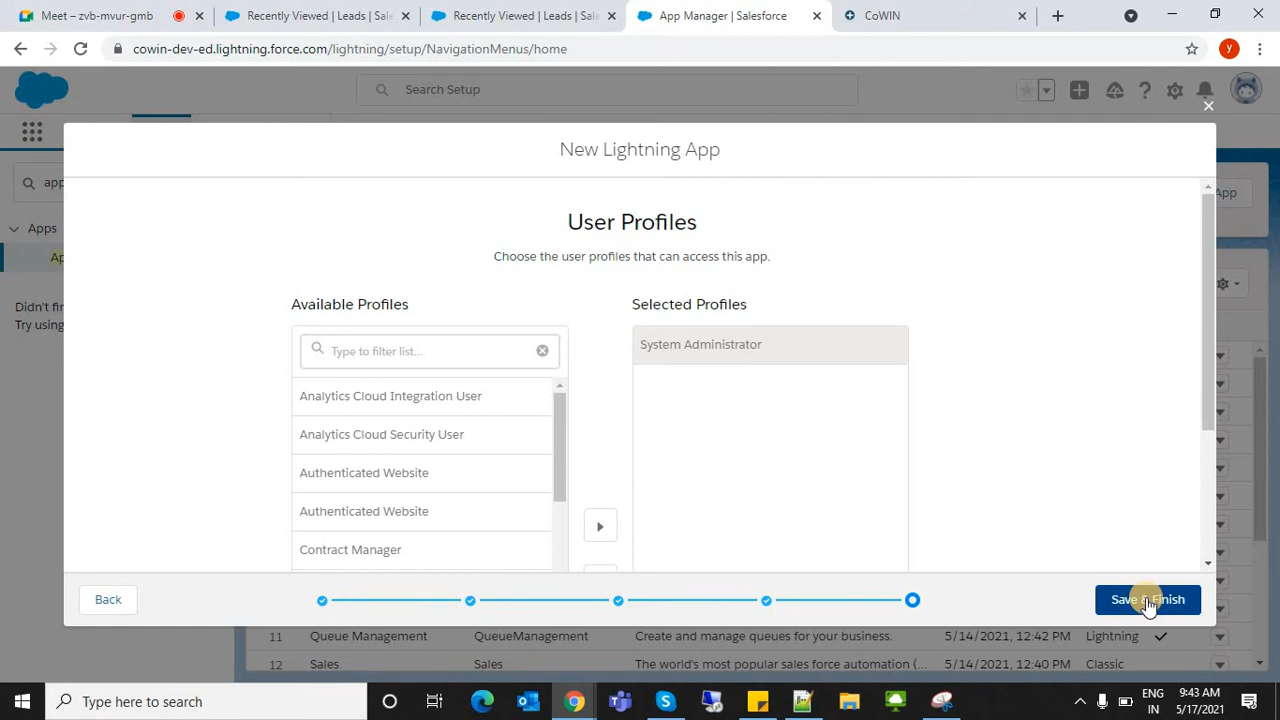 Meet – zvb-mvur-gmb
Recently Viewed | Leads | Sale
Recently Viewed | Leads | Sale
App Manager | Salesforce
CoWIN
cowin-dev-ed.lightning.force.com/lightning/setup/NavigationMenus/home
y
Search Setup
New Lightning App
app
App
User Profiles
Apps
Choose the user profiles that can access this app.
Ap
Available Profiles
Selected Profiles
Didn't fin
Try using
Type to filter list...
System Administrator
Analytics Cloud Integration User
Analytics Cloud Security User
Authenticated Website
Authenticated Website
Contract Manager
Back
Save & Finish
11 Queue Management QueueManagement Create and manage queues for your business. 5/14/2021, 12:42 PM Lightning
12 Sales Sales The world's most popular sales force automation (... 5/14/2021, 12:40 PM Classic
Type here to search
ENG
IN
9:43 AM
5/17/2021